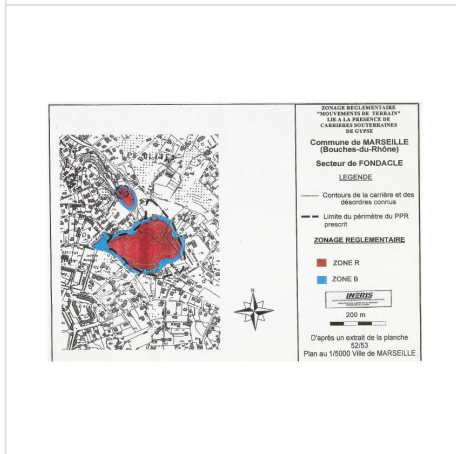 ZONAGE REGLEMENTAIRE
"MOUVEMENTS DE TERRAIN"
LIE A LA PRESENCE DE
CARRIERES SOUTERRAINES
DE GYPSE
Commune de MARSEILLE
(Bouches-du-Rhône)
Secteur de FONDACLE
LEGENDE
Contours de la carrière et des
désordres connus
Limite du périmètre du PPR
prescrit
ZONAGE REGLEMENTAIRE
ZONE R
ZONE B
INERIS
200 m
D'après un extrait de la planche
52/53
Plan au 1/5000 Ville de MARSEILLE
N